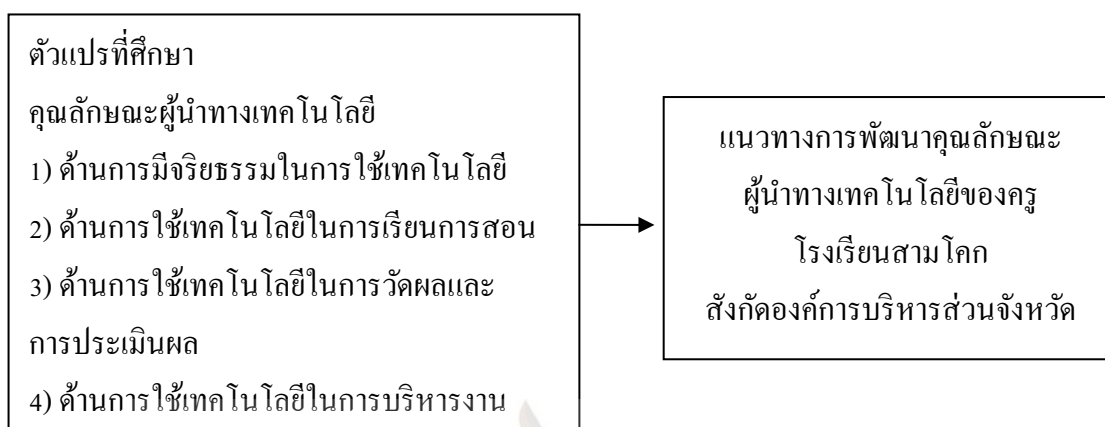 ตัวแปรที่ศึกษา
คุณลักษณะผู้นำทางเทคโนโลยี
1) ด้านการมีจริยธรรมในการใช้เทคโนโลยี
2) ด้านการใช้เทคโนโลยีในการเรียนการสอน
3) ด้านการใช้เทคโนโลยีในการวัดผลและ
การประเมินผล
4) ด้านการใช้เทคโนโลยีในการบริหารงาน
แนวทางการพัฒนาคุณลักษณะ
ผู้นำทางเทคโนโลยีของครู
โรงเรียนสามโคก
สังกัดองค์การบริหารส่วนจังหวัด